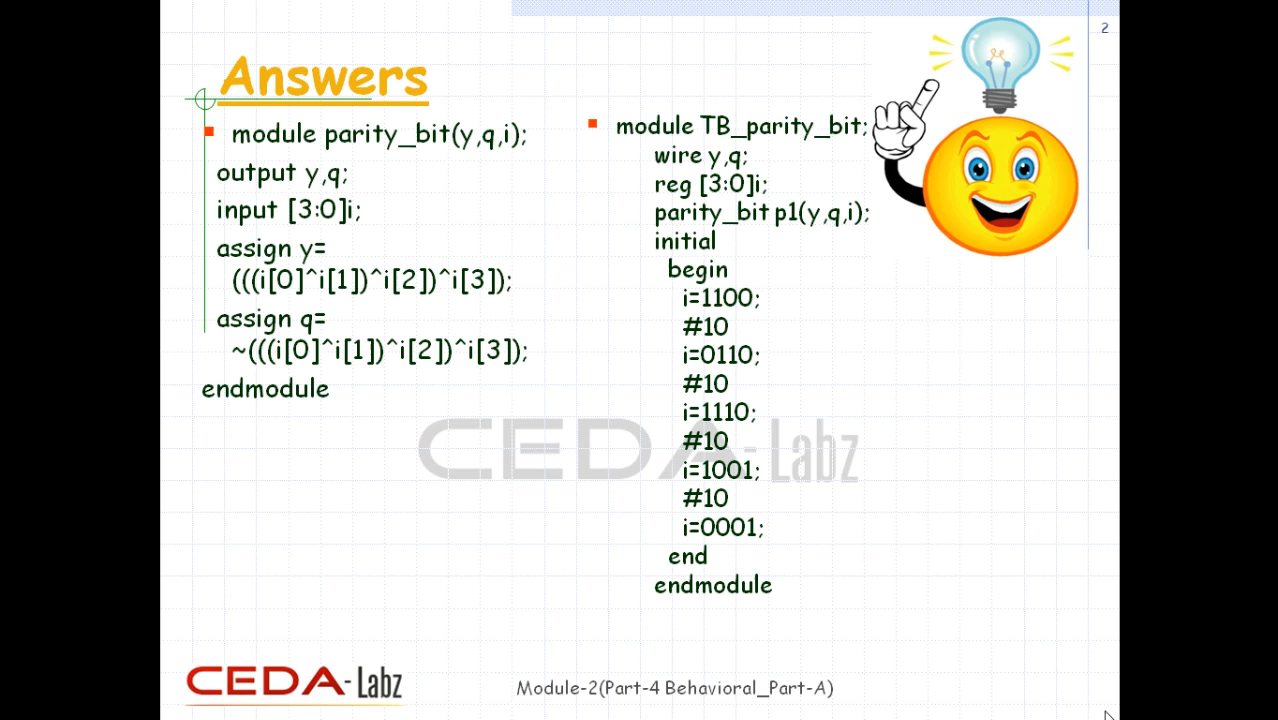 2
Answers
module parity_bit(y,q,i);
output y,q;
input [3:0]i;
assign y=
(((i[0]^i[1])^i[2])^i[3]);
assign q=
~(((i[0]^i[1])^i[2])^i[3]);
endmodule
module TB_parity_bit;
wire y,q;
reg [3:0]i;
parity_bit p1(y,q,i);
initial
begin
i=1100;
#10
i=0110;
#10
i=1110;
#10
i=1001;
#10
i=0001;
end
endmodule
CEDA-Labz
CEDA-Labz
Module-2(Part-4 Behavioral_Part-A)